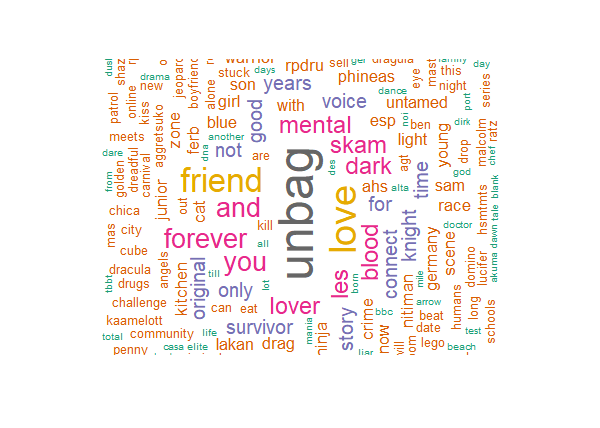 warrior
ger
dragula
family
day
dust
shaz
drama
o
jeopardy
stuck
days
rpdru
sell
phineas
eye
mast
this
series
patrol
online
new
kiss
boyfriend
alone
son
years
dance
night
port
girl
with
voice
untamed
meets
aggretsuko
zone
blue
good
mental
esp
noi
ben
dirk
malcolm
ratz
dare
ferb
another
not
are
dna
skam
light
agt
young
drop
chef
from
golden
dreadful
carnival
junior
friend
unbag
des
dark
god
cat
out
love
ahs
alta
time
sam
tale
blank
chica
and
for
race
hsmtmts
mas
city
kill
forever
blood
knight
doctor
dawn
akuma
cube
angels
all
you
connect
germany
scene
domino
lucifer
dracula
tbbt
drugs
kitchen
till
lot
born
les
mile
challenge
original
only
lover
crime
nitiman
arrow
humans
long
kaamelott
can
eat
story
bbc
beat
schools
total
community
life
survivor
mania
ninja
now
date
test
penny
casa
elite
lakan
drag
liar
lego
beach